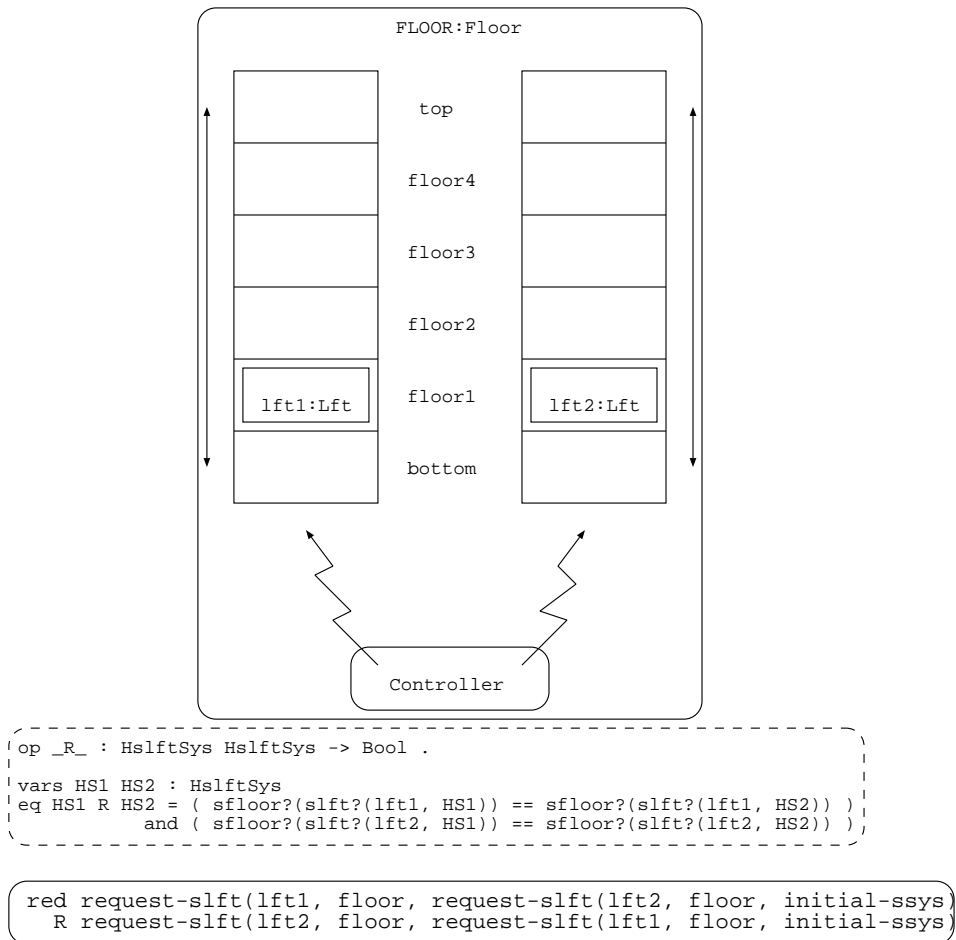 FLOOR:Floor
top
floor4
floor3
floor2
lft1:Lft floor1 lft2:Lft
bottom
Controller
op _R_ : HslftSys HslftSys -> Bool .
vars HS1 HS2 : HslftSys
eq HS1 R HS2 = ( sfloor?(slft?(lft1, HS1)) == sfloor?(slft?(lft1, HS2)) )
and ( sfloor?(slft?(lft2, HS1)) == sfloor?(slft?(lft2, HS2)) )
red request-slft(lft1, floor, request-slft(lft2, floor, initial-ssys)
R request-slft(lft2, floor, request-slft(lft1, floor, initial-ssys)